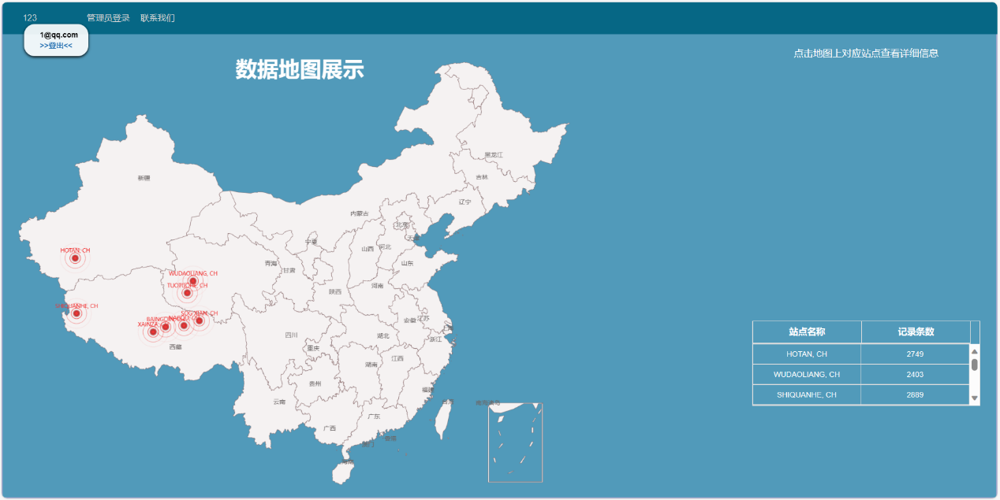 123 管理员登录 联系我们
1@qq.com
>>登出<<
点击地图上对应站点查看详细信息
数据地图展示
黑龙江
吉林
新疆
辽宁
内蒙古
北京
天津
宁夏
山西 河北
HOTAN, CH
山东
青海 甘肃
WUDAOLIANG, CH
TUOTUOHE, CH
河南
陕西
SHIQUANHE, CH
SOG XIAN, CH
安徽 江苏
XAINZA
上海
四川 湖北
浙江
西藏 重庆
江西
湖南
贵州
福建
云南 台湾 南海诸岛
广东
广西
香港
澳门
海南
站点名称 记录条数
HOTAN, CH 2749
WUDAOLIANG, CH 2403
SHIQUANHE, CH 2889